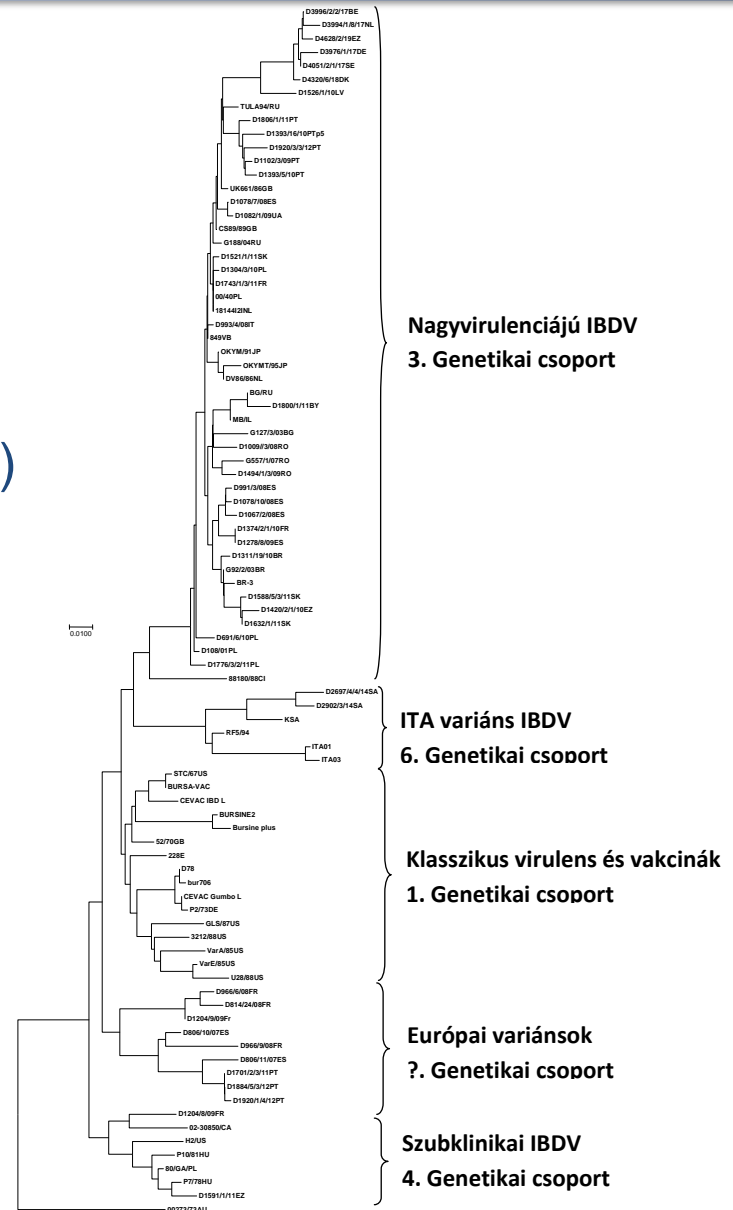 D3996/2/2/17BE
D3994/1/8/17NL
D4628/2/19EZ
D3976/1/17DE
D4051/2/1/17SE
D4320/6/18DK
D1526/1/10LV
TULA94/RU
D1806/1/11PT
D1393/16/10PTp5
D1920/3/3/12PT
D1102/3/09PT
D1393/5/10PT
UK661/86GB
D1078/7/08ES
D1082/1/09UA
CS89/89GB
G188/04RU
D1521/1/11SK
D1304/3/10PL
D1743/1/3/11FR
00/40PL
18144I2INL
D993/4/08IT
849VB
OKYM/91JP
OKYMT/95JP
DV86/86NL
BG/RU
D1800/1/11BY
MB/IL
G127/3/03BG
D1009//3/08RO
G557/1/07RO
D1494/1/3/09RO
D991/3/08ES
D1078/10/08ES
D1067/2/08ES
D1374/2/1/10FR
D1278/8/09ES
D1311/19/10BR
G92/2/03BR
BR-3
D1588/5/3/11SK
D1420/2/1/10EZ
D1632/1/11SK
D691/6/10PL
D108/01PL
D1776/3/2/11PL
88180/88CI
Nagyvirulenciájú IBDV
3. Genetikai csoport
)
0.0100
D2697/4/4/14SA
D2902/3/14SA
KSA
RF5/94
ITA01
ITA03
ITA variáns IBDV
6. Genetikai csoport
STC/67US
BURSA-VAC
CEVAC IBD L
BURSINE2
Bursine plus
52/70GB
228E
D78
bur706
CEVAC Gumbo L
P2/73DE
GLS/87US
3212/88US
VarA/85US
VarE/85US
U28/88US
Klasszikus virulens és vakcinák
1. Genetikai csoport
D966/6/08FR
D814/24/08FR
D1204/9/09Fr
D806/10/07ES
D966/9/08FR
D806/11/07ES
D1701/2/3/11PT
D1884/5/3/12PT
D1920/1/4/12PT
Európai variánsok
?. Genetikai csoport
D1204/8/09FR
02-30850/CA
H2/US
P10/81HU
80/GA/PL
P7/78HU
D1591/1/11EZ
00273/73AU
Szubklinikai IBDV
4. Genetikai csoport